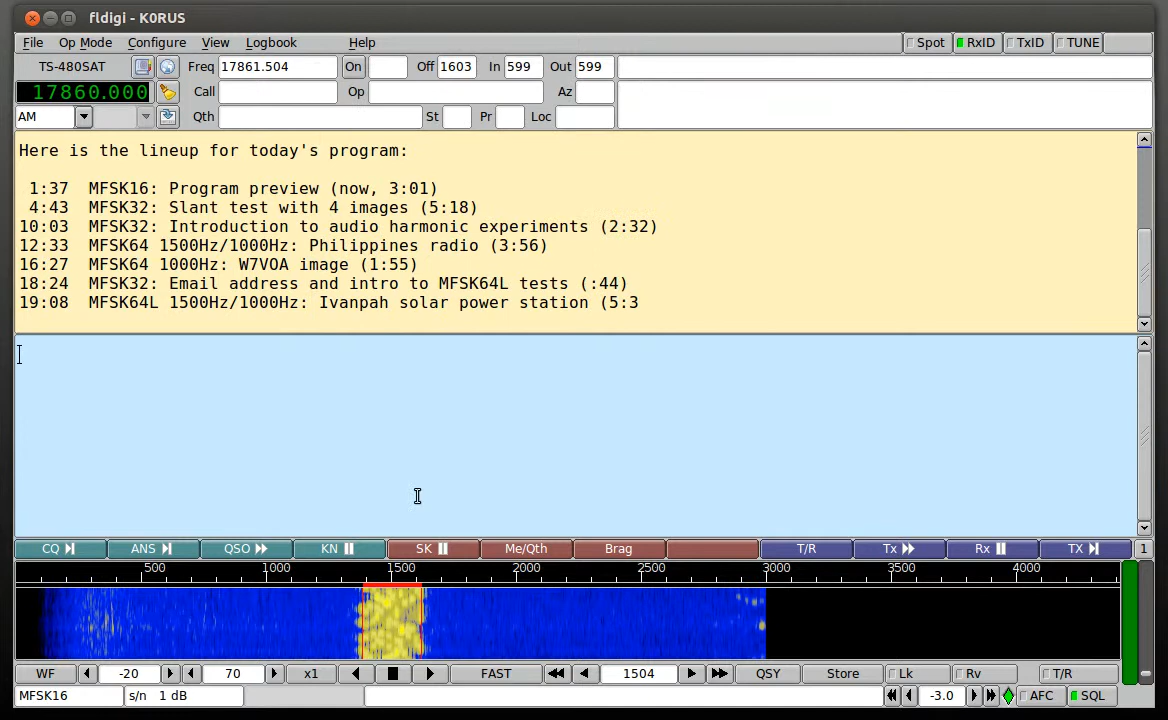 fldigi - K0RUS
File Op Mode Configure View Logbook Help Spot RxID TxID TUNE
TS-480SAT Freq 17861.504 On Off 1603 In 599 Out 599
17860.000 Call Op Az
AM Qth St Pr Loc
Here is the lineup for today's program:
1:37 MFSK16: Program preview (now, 3:01)
4:43 MFSK32: Slant test with 4 images (5:18)
10:03 MFSK32: Introduction to audio harmonic experiments (2:32)
12:33 MFSK64 1500Hz/1000Hz: Philippines radio (3:56)
16:27 MFSK64 1000Hz: W7VOA image (1:55)
18:24 MFSK32: Email address and intro to MFSK64L tests (:44)
19:08 MFSK64L 1500Hz/1000Hz: Ivanpah solar power station (5:3
CQ ANS QSO KN SK Me/Qth Brag T/R Tx Rx TX 1
500 1000 1500 2000 2500 3000 3500 4000
WF -20 70 x1 FAST 1504 QSY Store Lk Rv T/R
MFSK16 s/n 1 dB -3.0 AFC SQL